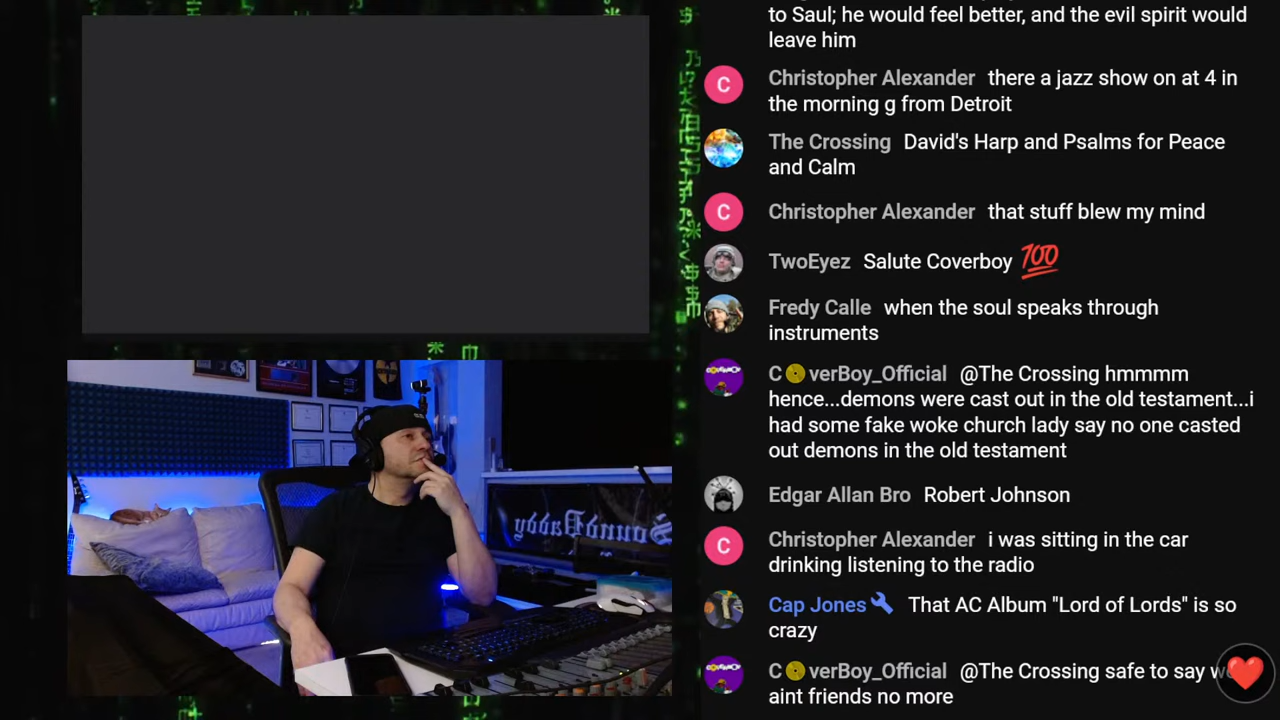 to Saul; he would feel better, and the evil spirit would
leave him
C
Christopher Alexander there a jazz show on at 4 in
the morning g from Detroit
The Crossing David's Harp and Psalms for Peace
and Calm
C
Christopher Alexander that stuff blew my mind
TwoEyez Salute Coverboy 💯
Fredy Calle when the soul speaks through
instruments
C📀verBoy_Official @The Crossing hmmmm
hence...demons were cast out in the old testament...i
had some fake woke church lady say no one casted
out demons in the old testament
Edgar Allan Bro Robert Johnson
C
Christopher Alexander i was sitting in the car
drinking listening to the radio
Cap Jones🔧 That AC Album "Lord of Lords" is so
crazy
C📀verBoy_Official @The Crossing safe to say
aint friends no more
SoundDaddy